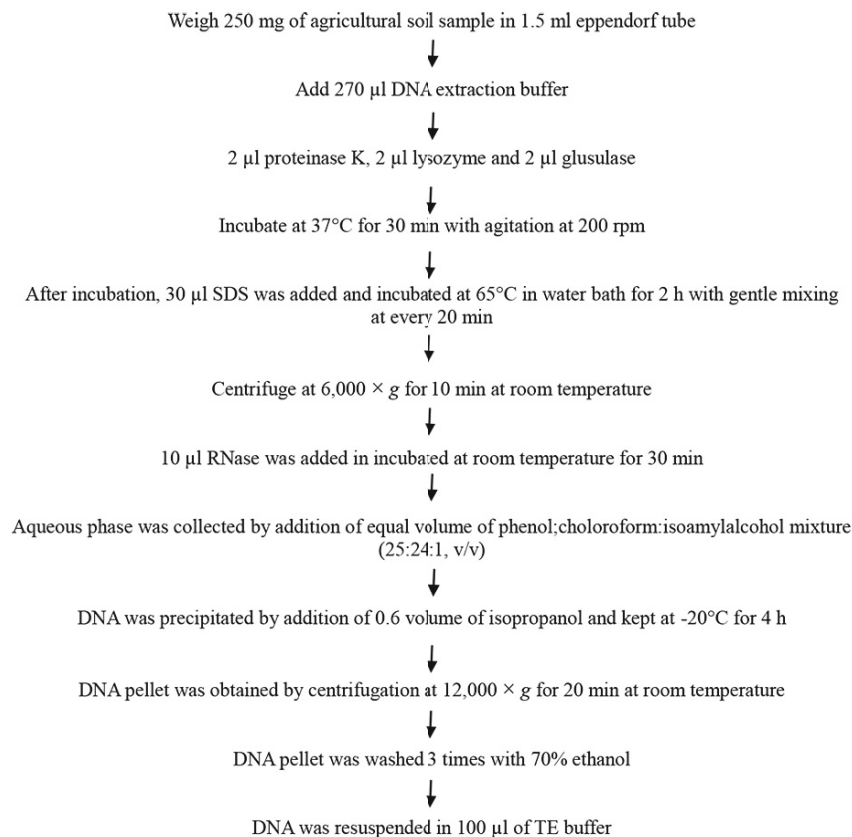 Weigh 250 mg of agricultural soil sample in 1.5 ml eppendorf tube
Add 270 µl DNA extraction buffer
2 µl proteinase K, 2 µl lysozyme and 2 µl glusulase
Incubate at 37°C for 30 min with agitation at 200 rpm
After incubation, 30 µl SDS was added and incubated at 65°C in water bath for 2 h with gentle mixing
at every 20 min
Centrifuge at 6,000 × g for 10 min at room temperature
10 µl RNase was added in incubated at room temperature for 30 min
Aqueous phase was collected by addition of equal volume of phenol;choloroform:isoamylalcohol mixture
(25:24:1, v/v)
DNA was precipitated by addition of 0.6 volume of isopropanol and kept at -20°C for 4 h
DNA pellet was obtained by centrifugation at 12,000 × g for 20 min at room temperature
DNA pellet was washed 3 times with 70% ethanol
DNA was resuspended in 100 µl of TE buffer